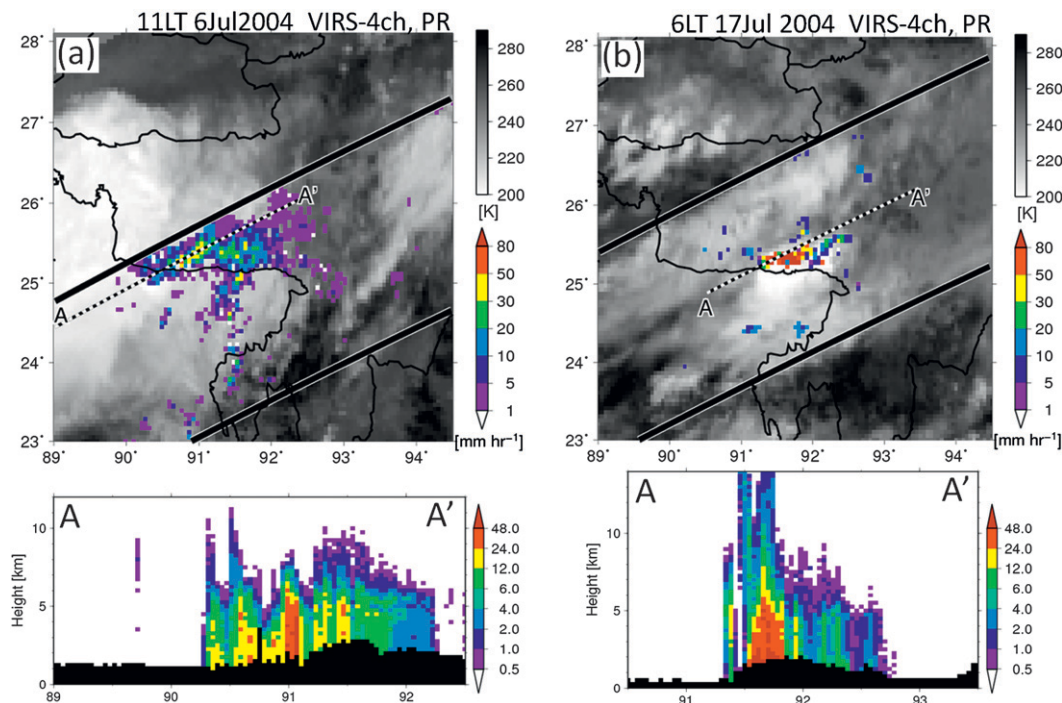 11LT 6Jul2004 VIRS-4ch, PR
(a)
28˚
27˚
26˚
25˚
24˚
23˚
89˚ 90˚ 91˚ 92˚ 93˚ 94˚
A
A'
280
260
240
220
200
[K]
80
50
30
20
10
5
1
[mm hr⁻¹]
6LT 17Jul 2004 VIRS-4ch, PR
(b)
28˚
27˚
26˚
25˚
24˚
23˚
89˚ 90˚ 91˚ 92˚ 93˚ 94˚
A
A'
280
260
240
220
200
[K]
80
50
30
20
10
5
1
[mm hr⁻¹]
A A'
Height [km]
10
5
0
89 90 91 92
48.0
24.0
12.0
6.0
4.0
2.0
1.0
0.5
A A'
Height [km]
10
5
0
91 92 93
48.0
24.0
12.0
6.0
4.0
2.0
1.0
0.5